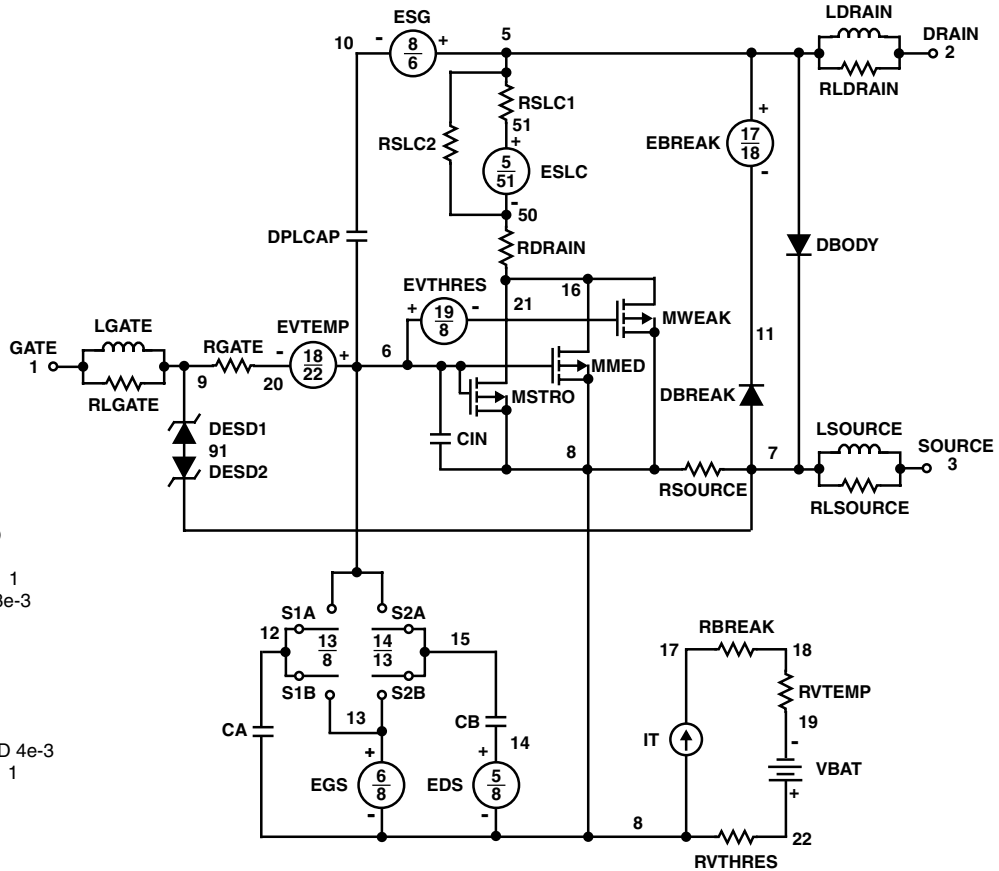 ESG
LDRAIN
10 - 8/6 + 5
DRAIN
2
RLDRAIN
RSLC1
51
+
RSLC2
5/51
ESLC
-
50
+
EBREAK
17/18
-
DPLCAP
RDRAIN
DBODY
EVTHRES
+ 19/8 -
21
16
MWEAK
LGATE
EVTEMP
GATE
1
RGATE
- 18/22 +
6
11
9
20
MMED
RLGATE
MSTRO
DBREAK
DESD1
91
DESD2
CIN
8
7
LSOURCE
SOURCE
3
RSOURCE
RLSOURCE
1
e-3
S1A
S2A
12
13/8
14/13
15
S1B
S2B
13
RBREAK
17
18
RVTEMP
CA
CB
19
14
IT
-
VBAT
+
D 4e-3
1
+
EGS
6/8
-
+
EDS
5/8
-
8
22
RVTHRES